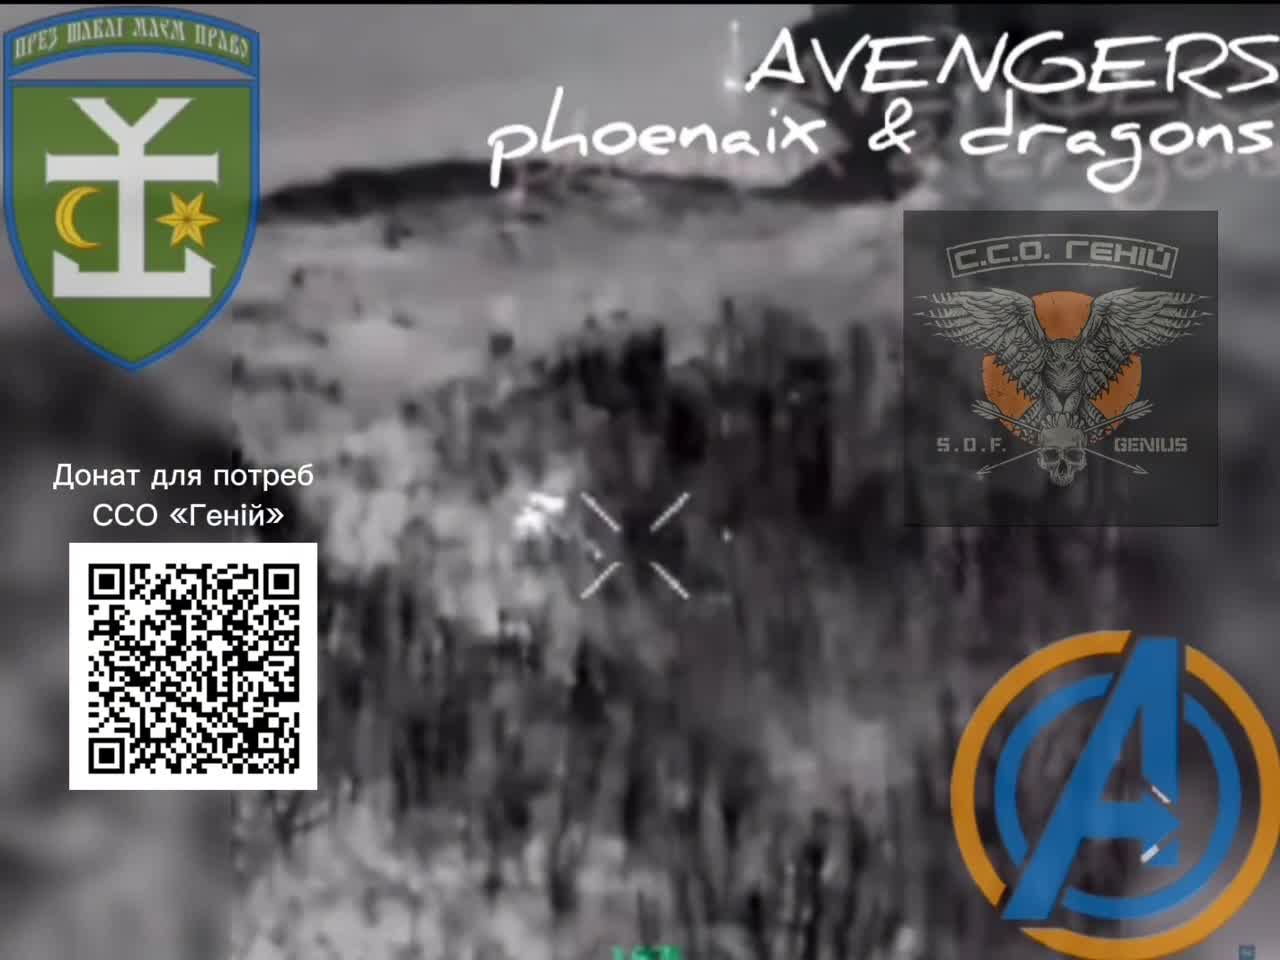 ПРЕЗ ШАБЛІ МАЄМ ПРАВО
AVENGERS
phoenaix & dragons
С.С.О. ГЕНІЙ
S.O.F. GENIUS
Донат для потреб
ССО «Геній»